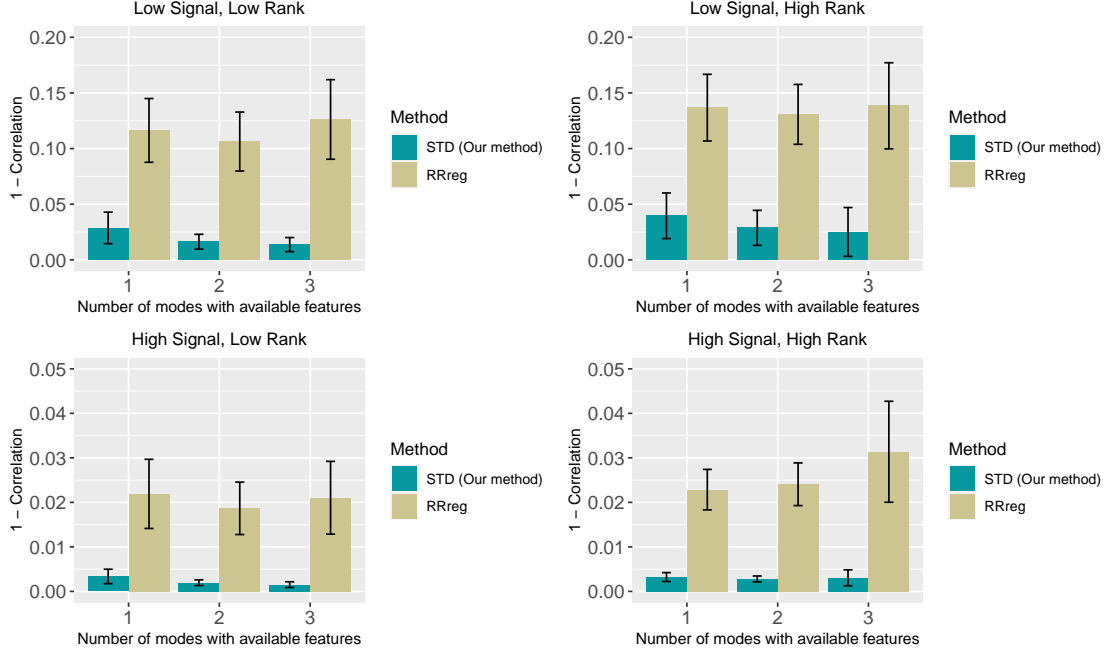 Low Signal, Low Rank
1 − Correlation
0.20
0.15
0.10
0.05
0.00
1 2 3
Number of modes with available features
Method
STD (Our method)
RRreg
Low Signal, High Rank
1 − Correlation
0.20
0.15
0.10
0.05
0.00
1 2 3
Number of modes with available features
Method
STD (Our method)
RRreg
High Signal, Low Rank
1 − Correlation
0.05
0.04
0.03
0.02
0.01
0.00
1 2 3
Number of modes with available features
Method
STD (Our method)
RRreg
High Signal, High Rank
1 − Correlation
0.05
0.04
0.03
0.02
0.01
0.00
1 2 3
Number of modes with available features
Method
STD (Our method)
RRreg